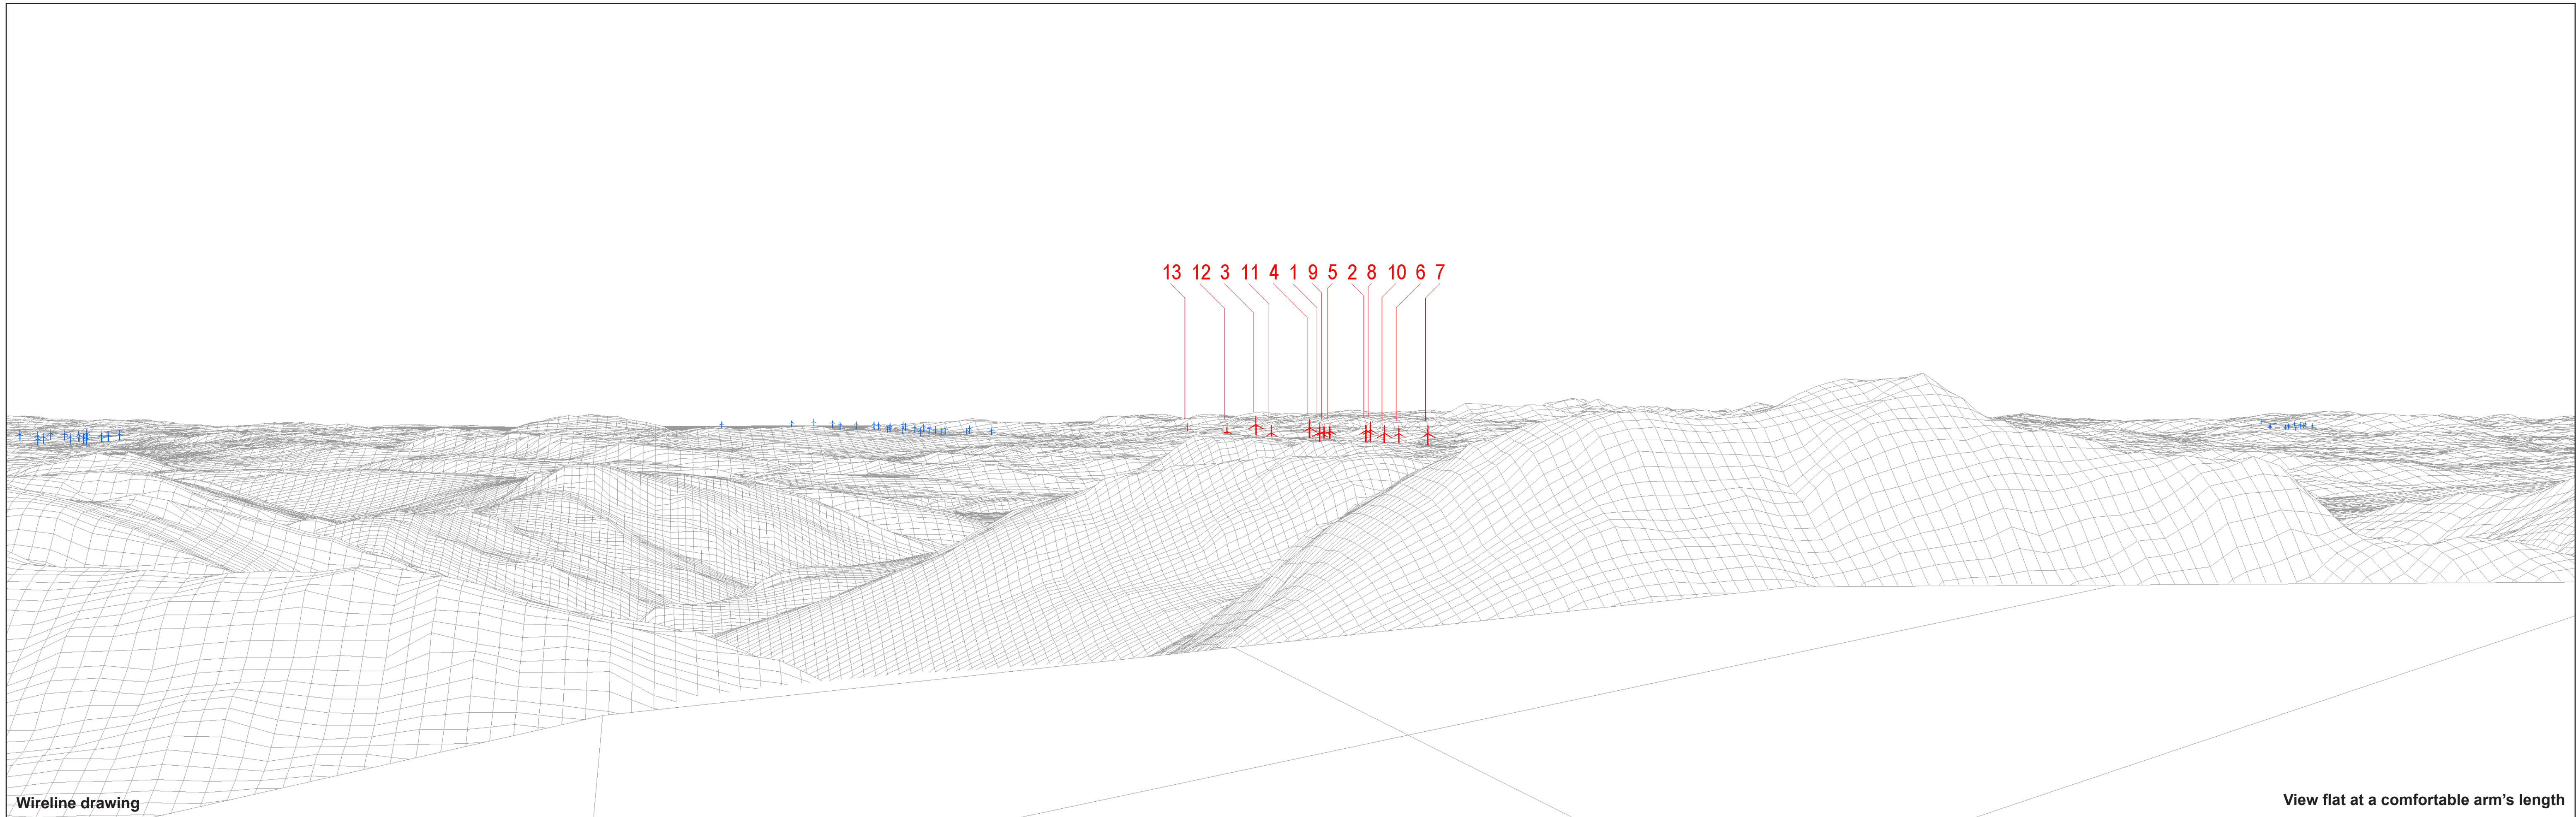 13 12 3 11 4 1 9 5 2 8 10 6 7
Wireline drawing
View flat at a comfortable arm’s length